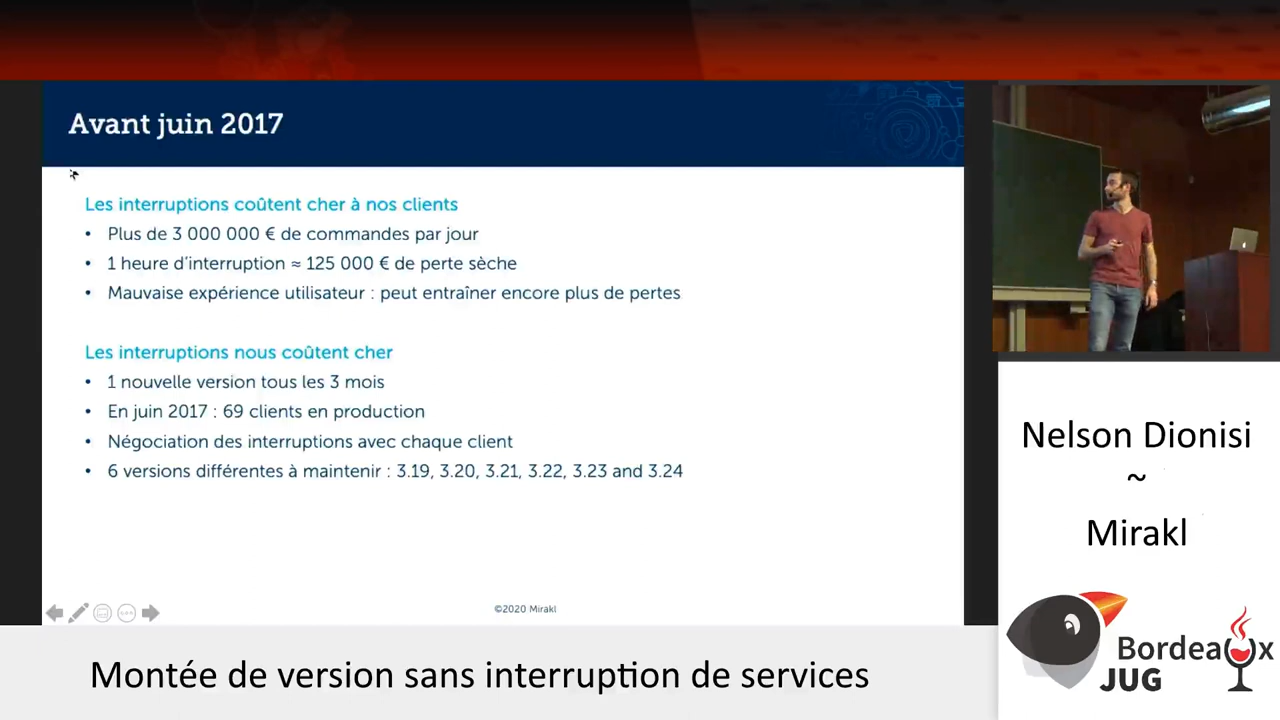 Avant juin 2017
Les interruptions coûtent cher à nos clients
• Plus de 3 000 000 € de commandes par jour
• 1 heure d’interruption ≈ 125 000 € de perte sèche
• Mauvaise expérience utilisateur : peut entraîner encore plus de pertes
Les interruptions nous coûtent cher
• 1 nouvelle version tous les 3 mois
• En juin 2017 : 69 clients en production
• Négociation des interruptions avec chaque client
• 6 versions différentes à maintenir : 3.19, 3.20, 3.21, 3.22, 3.23 and 3.24
©2020 Mirakl
Nelson Dionisi
~
Mirakl
Bordeaux
JUG
Montée de version sans interruption de services